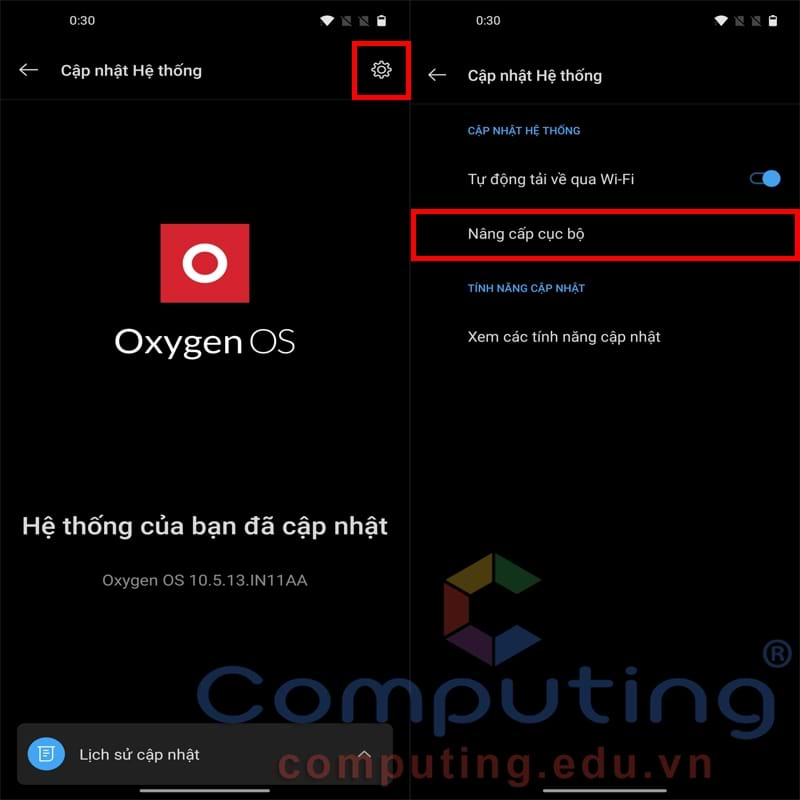 0:30
Cập nhật Hệ thống
Oxygen OS
Hệ thống của bạn đã cập nhật
Oxygen OS 10.5.13.IN11AA
Lịch sử cập nhật
0:30
Cập nhật Hệ thống
CẬP NHẬT HỆ THỐNG
Tự động tải về qua Wi-Fi
Nâng cấp cục bộ
TÍNH NĂNG CẬP NHẬT
Xem các tính năng cập nhật
Computing®
computing.edu.vn